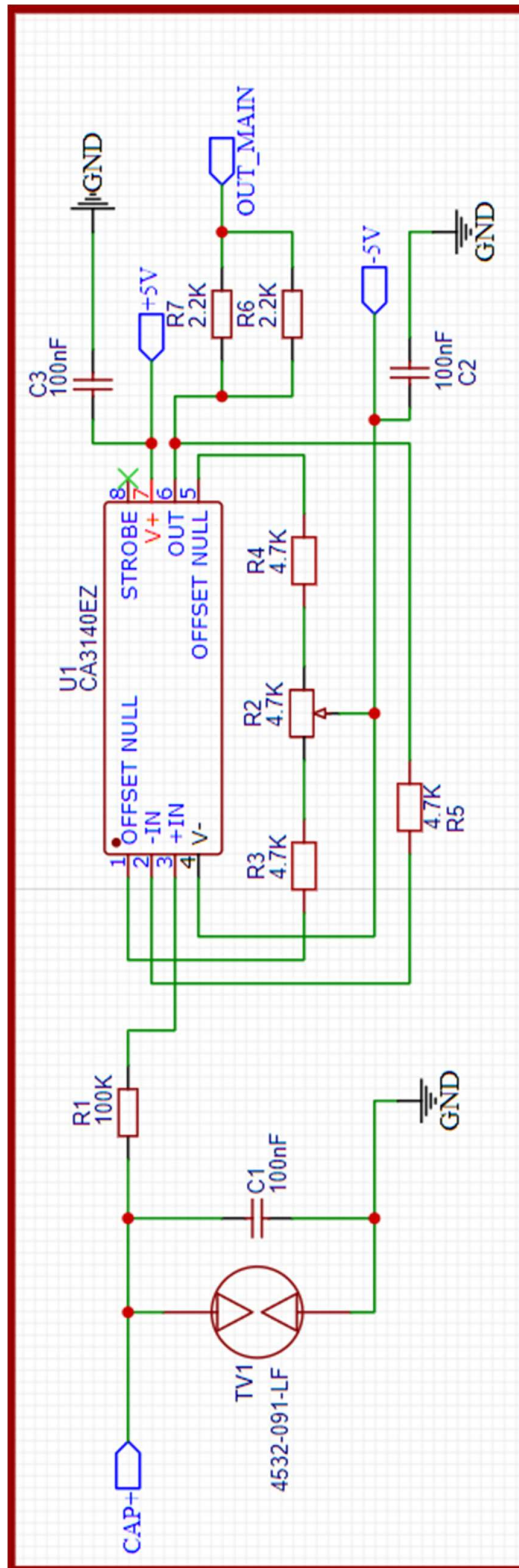 CAP+
TV1
4532-091-LF
C1
100nF
GND
R1
100K
U1
CA3140EZ
1
2
3
4
OFFSET NULL
-IN
+IN
V-
STROBE
V+
OUT
OFFSET NULL
8
7
6
5
C3
100nF
GND
+5V
R7
2.2K
R6
2.2K
OUT_MAIN
R3
4.7K
R2
4.7K
R4
4.7K
4.7K
R5
-5V
100nF
C2
GND